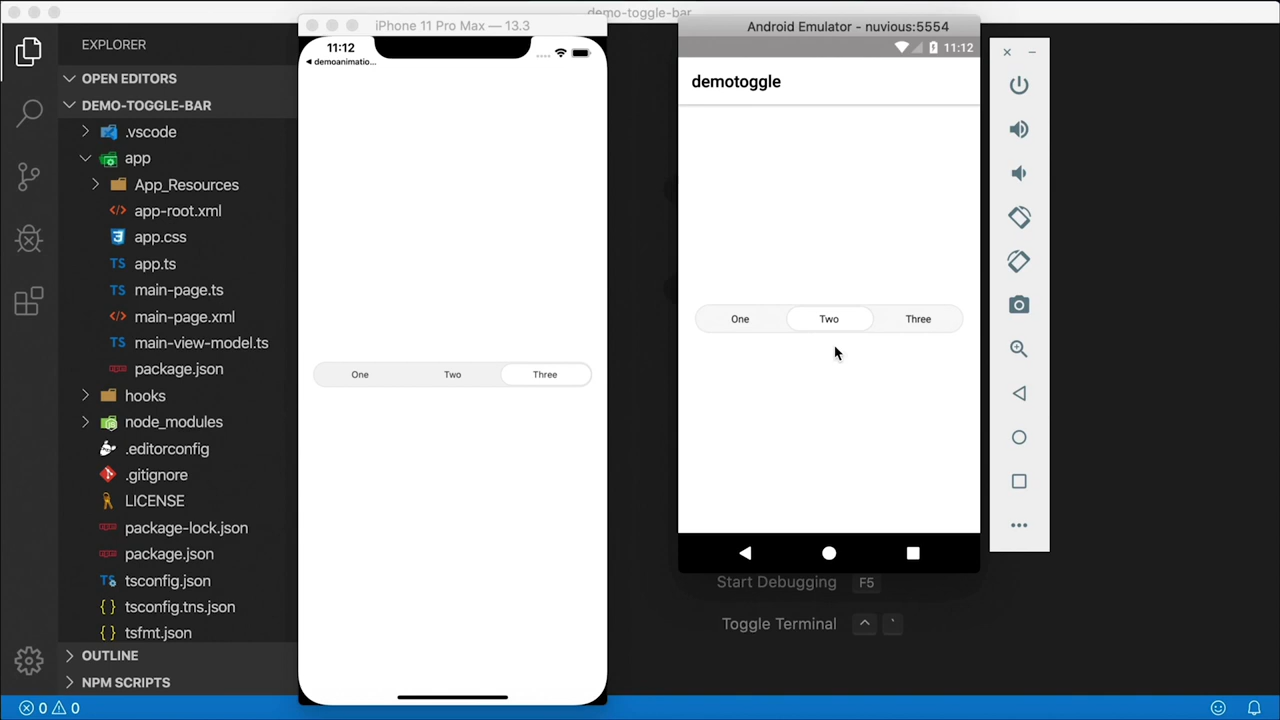 demo-toggle-bar
EXPLORER
OPEN EDITORS
DEMO-TOGGLE-BAR
.vscode
app
App_Resources
app-root.xml
app.css
TS app.ts
TS main-page.ts
main-page.xml
TS main-view-model.ts
package.json
hooks
node_modules
.editorconfig
.gitignore
LICENSE
package-lock.json
package.json
TS tsconfig.json
{ } tsconfig.tns.json
{ } tsfmt.json
OUTLINE
NPM SCRIPTS
0 0
iPhone 11 Pro Max — 13.3
11:12
demoanimatio...
One Two Three
Android Emulator - nuvious:5554
11:12
demotoggle
One Two Three
Start Debugging F5
Toggle Terminal ^ `